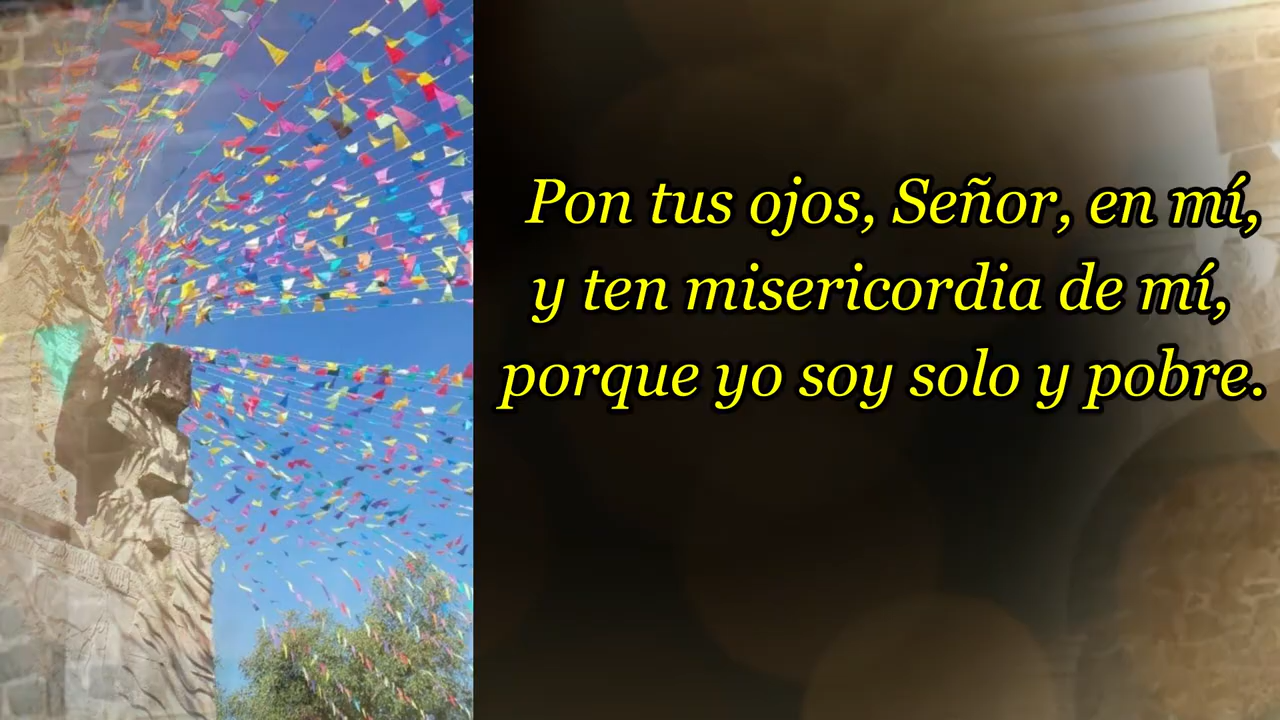 Pon tus ojos, Señor, en mí,
y ten misericordia de mí,
porque yo soy solo y pobre.